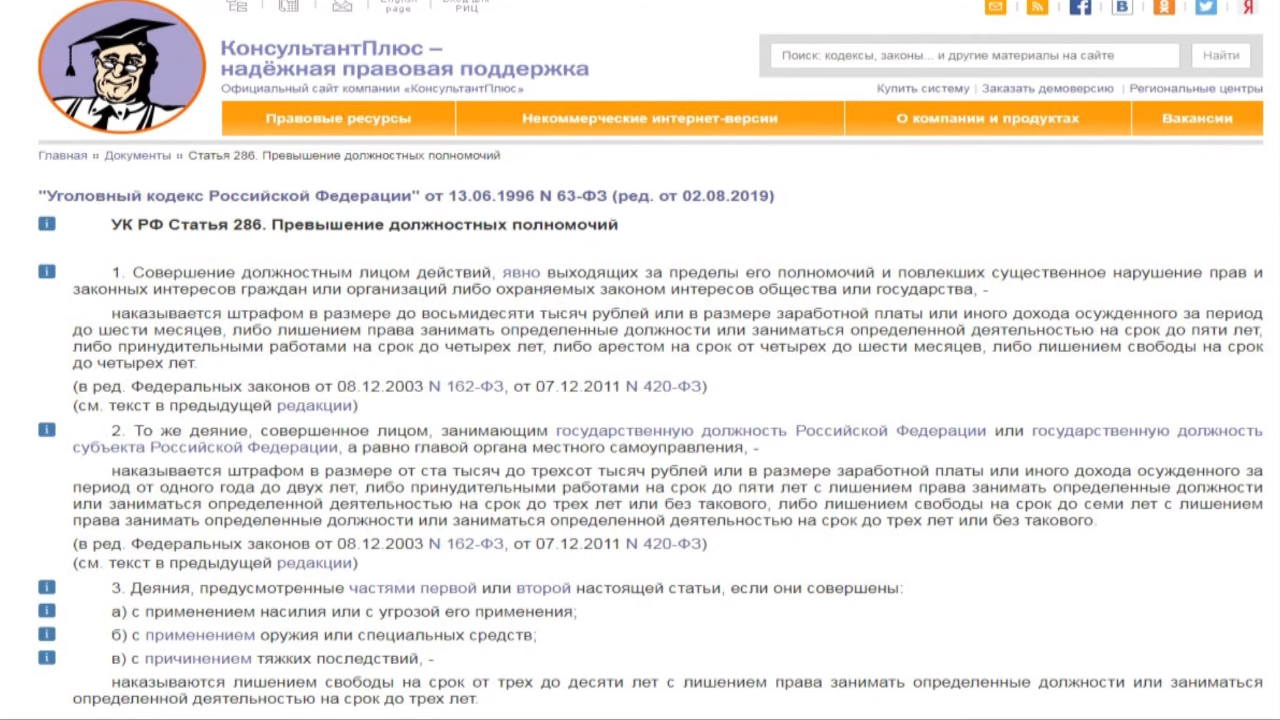 English
page
Вход для
РИЦ
В
Я
КонсультантПлюс –
надёжная правовая поддержка
Официальный сайт компании «КонсультантПлюс»
Поиск: кодексы, законы... и другие материалы на сайте
Найти
Купить систему | Заказать демоверсию | Региональные центры
Правовые ресурсы
Некоммерческие интернет-версии
О компании и продуктах
Вакансии
Главная :: Документы :: Статья 286. Превышение должностных полномочий
"Уголовный кодекс Российской Федерации" от 13.06.1996 N 63-ФЗ (ред. от 02.08.2019)
УК РФ Статья 286. Превышение должностных полномочий
1. Совершение должностным лицом действий, явно выходящих за пределы его полномочий и повлекших существенное нарушение прав и
законных интересов граждан или организаций либо охраняемых законом интересов общества или государства, -
наказывается штрафом в размере до восьмидесяти тысяч рублей или в размере заработной платы или иного дохода осужденного за период
до шести месяцев, либо лишением права занимать определенные должности или заниматься определенной деятельностью на срок до пяти лет,
либо принудительными работами на срок до четырех лет, либо арестом на срок от четырех до шести месяцев, либо лишением свободы на срок
до четырех лет.
(в ред. Федеральных законов от 08.12.2003 N 162-ФЗ, от 07.12.2011 N 420-ФЗ)
(см. текст в предыдущей редакции)
2. То же деяние, совершенное лицом, занимающим государственную должность Российской Федерации или государственную должность
субъекта Российской Федерации, а равно главой органа местного самоуправления, -
наказывается штрафом в размере от ста тысяч до трехсот тысяч рублей или в размере заработной платы или иного дохода осужденного за
период от одного года до двух лет, либо принудительными работами на срок до пяти лет с лишением права занимать определенные должности
или заниматься определенной деятельностью на срок до трех лет или без такового, либо лишением свободы на срок до семи лет с лишением
права занимать определенные должности или заниматься определенной деятельностью на срок до трех лет или без такового.
(в ред. Федеральных законов от 08.12.2003 N 162-ФЗ, от 07.12.2011 N 420-ФЗ)
(см. текст в предыдущей редакции)
3. Деяния, предусмотренные частями первой или второй настоящей статьи, если они совершены:
а) с применением насилия или с угрозой его применения;
б) с применением оружия или специальных средств;
в) с причинением тяжких последствий, -
наказываются лишением свободы на срок от трех до десяти лет с лишением права занимать определенные должности или заниматься
определенной деятельностью на срок до трех лет.